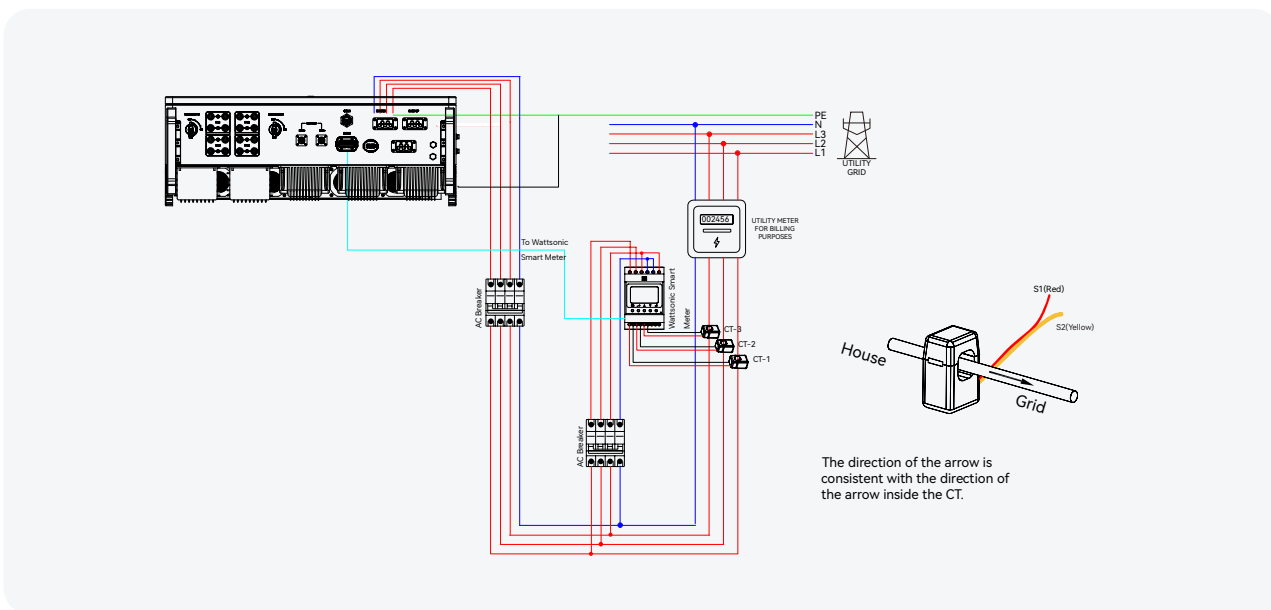 PE
N
L3
L2
L1
UTILITY
GRID
002456
UTILITY METER
FOR BILLING
PURPOSES
To Wattsonic
Smart Meter
AC Breaker
Wattsonic Smart
Meter
CT-3
CT-2
CT-1
AC Breaker
S1(Red)
S2(Yellow)
House
Grid
The direction of the arrow is
consistent with the direction of
the arrow inside the CT.